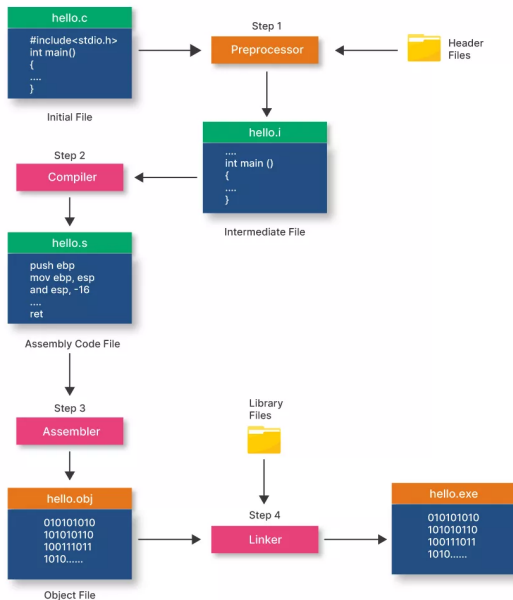 hello.c
#include<stdio.h>
int main()
{
....
}
Initial File
Step 1
Preprocessor
Header
Files
hello.i
....
int main ()
{
....
}
Intermediate File
Step 2
Compiler
hello.s
push ebp
mov ebp, esp
and esp, -16
....
ret
Assembly Code File
Step 3
Assembler
hello.obj
010101010
101010110
100111011
1010......
Object File
Library
Files
Step 4
Linker
hello.exe
010101010
101010110
100111011
1010......